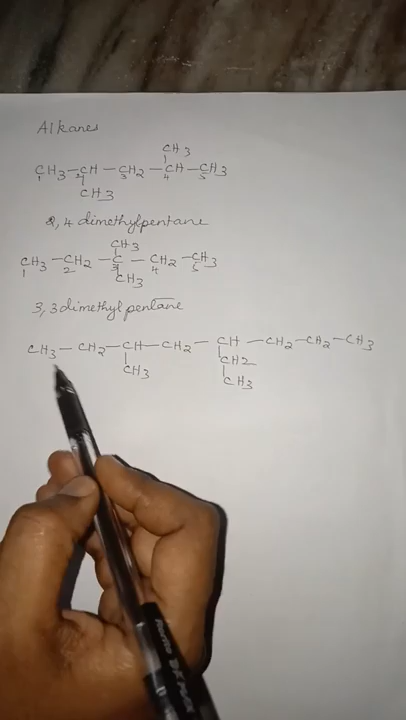 Alkanes
CH3
CH3-CH-CH2-CH-CH3
1 2 3 4 5
CH3
2,4 dimethylpentane
CH3
CH3-CH2-C-CH2-CH3
1 2 3 4 5
CH3
3,3dimethyl pentane
CH3-CH2-CH-CH2-CH-CH2-CH2-CH3
CH3 CH2
CH3